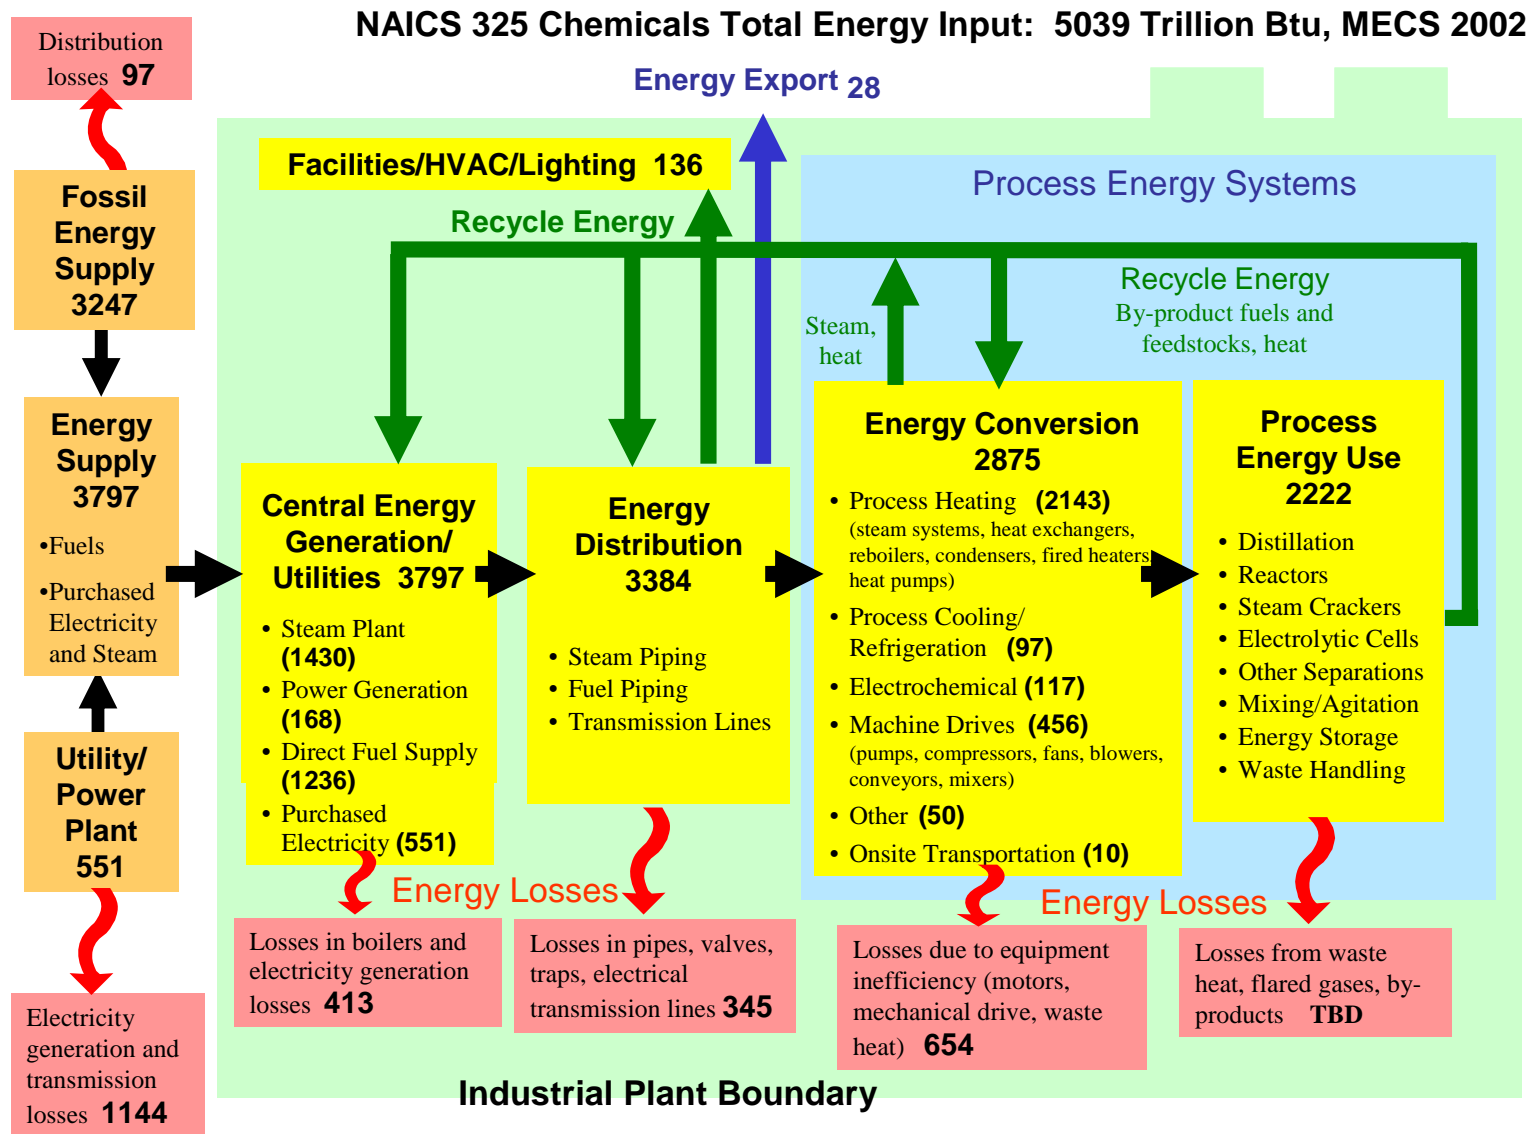 NAICS 325 Chemicals Total Energy Input: 5039 Trillion Btu, MECS 2002
Distribution
losses 97
Energy Export 28
Facilities/HVAC/Lighting 136
Process Energy Systems
Fossil
Energy
Supply
3247
Recycle Energy
Recycle Energy
By-product fuels and
feedstocks, heat
Steam,
heat
Energy
Supply
3797
•Fuels
•Purchased
Electricity
and Steam
Central Energy
Generation/
Utilities 3797
• Steam Plant
(1430)
• Power Generation
(168)
• Direct Fuel Supply
(1236)
• Purchased
Electricity (551)
Energy
Distribution
3384
• Steam Piping
• Fuel Piping
• Transmission Lines
Energy Conversion
2875
• Process Heating (2143)
(steam systems, heat exchangers,
reboilers, condensers, fired heaters,
heat pumps)
• Process Cooling/
Refrigeration (97)
• Electrochemical (117)
• Machine Drives (456)
(pumps, compressors, fans, blowers,
conveyors, mixers)
• Other (50)
• Onsite Transportation (10)
Process
Energy Use
2222
• Distillation
• Reactors
• Steam Crackers
• Electrolytic Cells
• Other Separations
• Mixing/Agitation
• Energy Storage
• Waste Handling
Utility/
Power
Plant
551
Energy Losses
Energy Losses
Electricity
generation and
transmission
losses 1144
Losses in boilers and
electricity generation
losses 413
Losses in pipes, valves,
traps, electrical
transmission lines 345
Losses due to equipment
inefficiency (motors,
mechanical drive, waste
heat) 654
Losses from waste
heat, flared gases, by-
products TBD
Industrial Plant Boundary